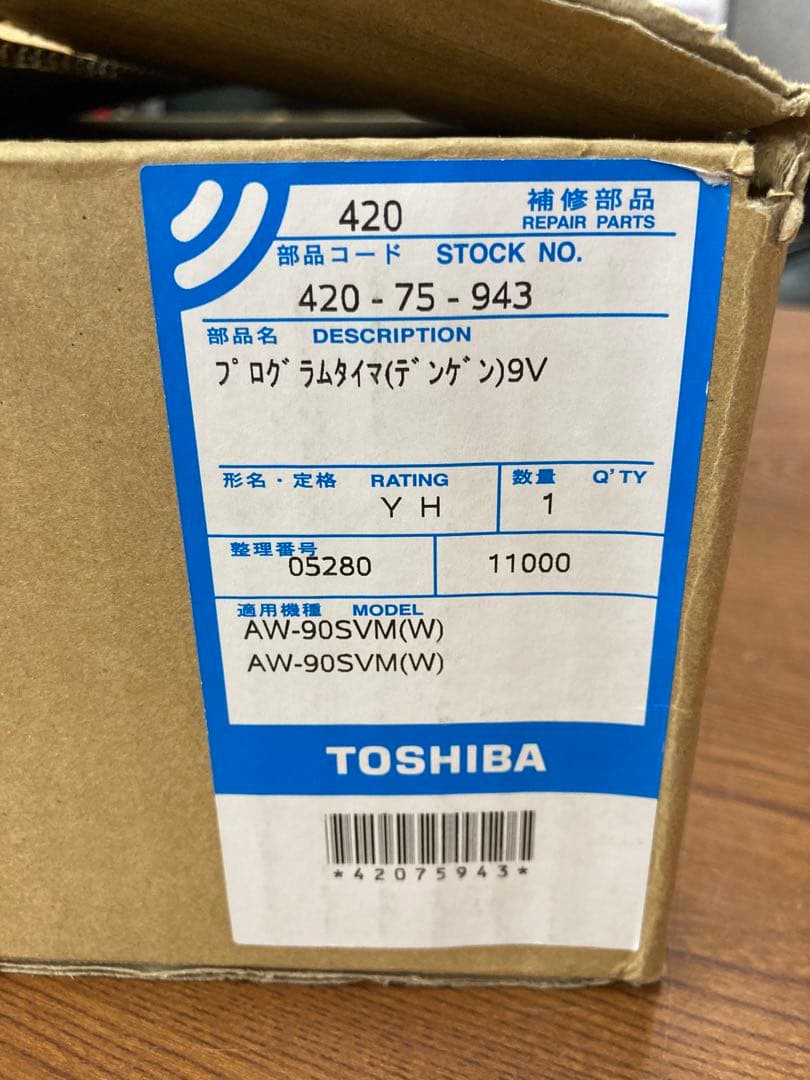 420 補修部品
REPAIR PARTS
部品コード STOCK NO.
420-75-943
部品名 DESCRIPTION
ﾌﾟﾛｸﾞﾗﾑﾀｲﾏ(ﾃﾞﾝｹﾞﾝ)9V
形名・定格 RATING 数量 Q'TY
YH 1
整理番号
05280 11000
適用機種 MODEL
AW-90SVM(W)
AW-90SVM(W)
TOSHIBA
*42075943*